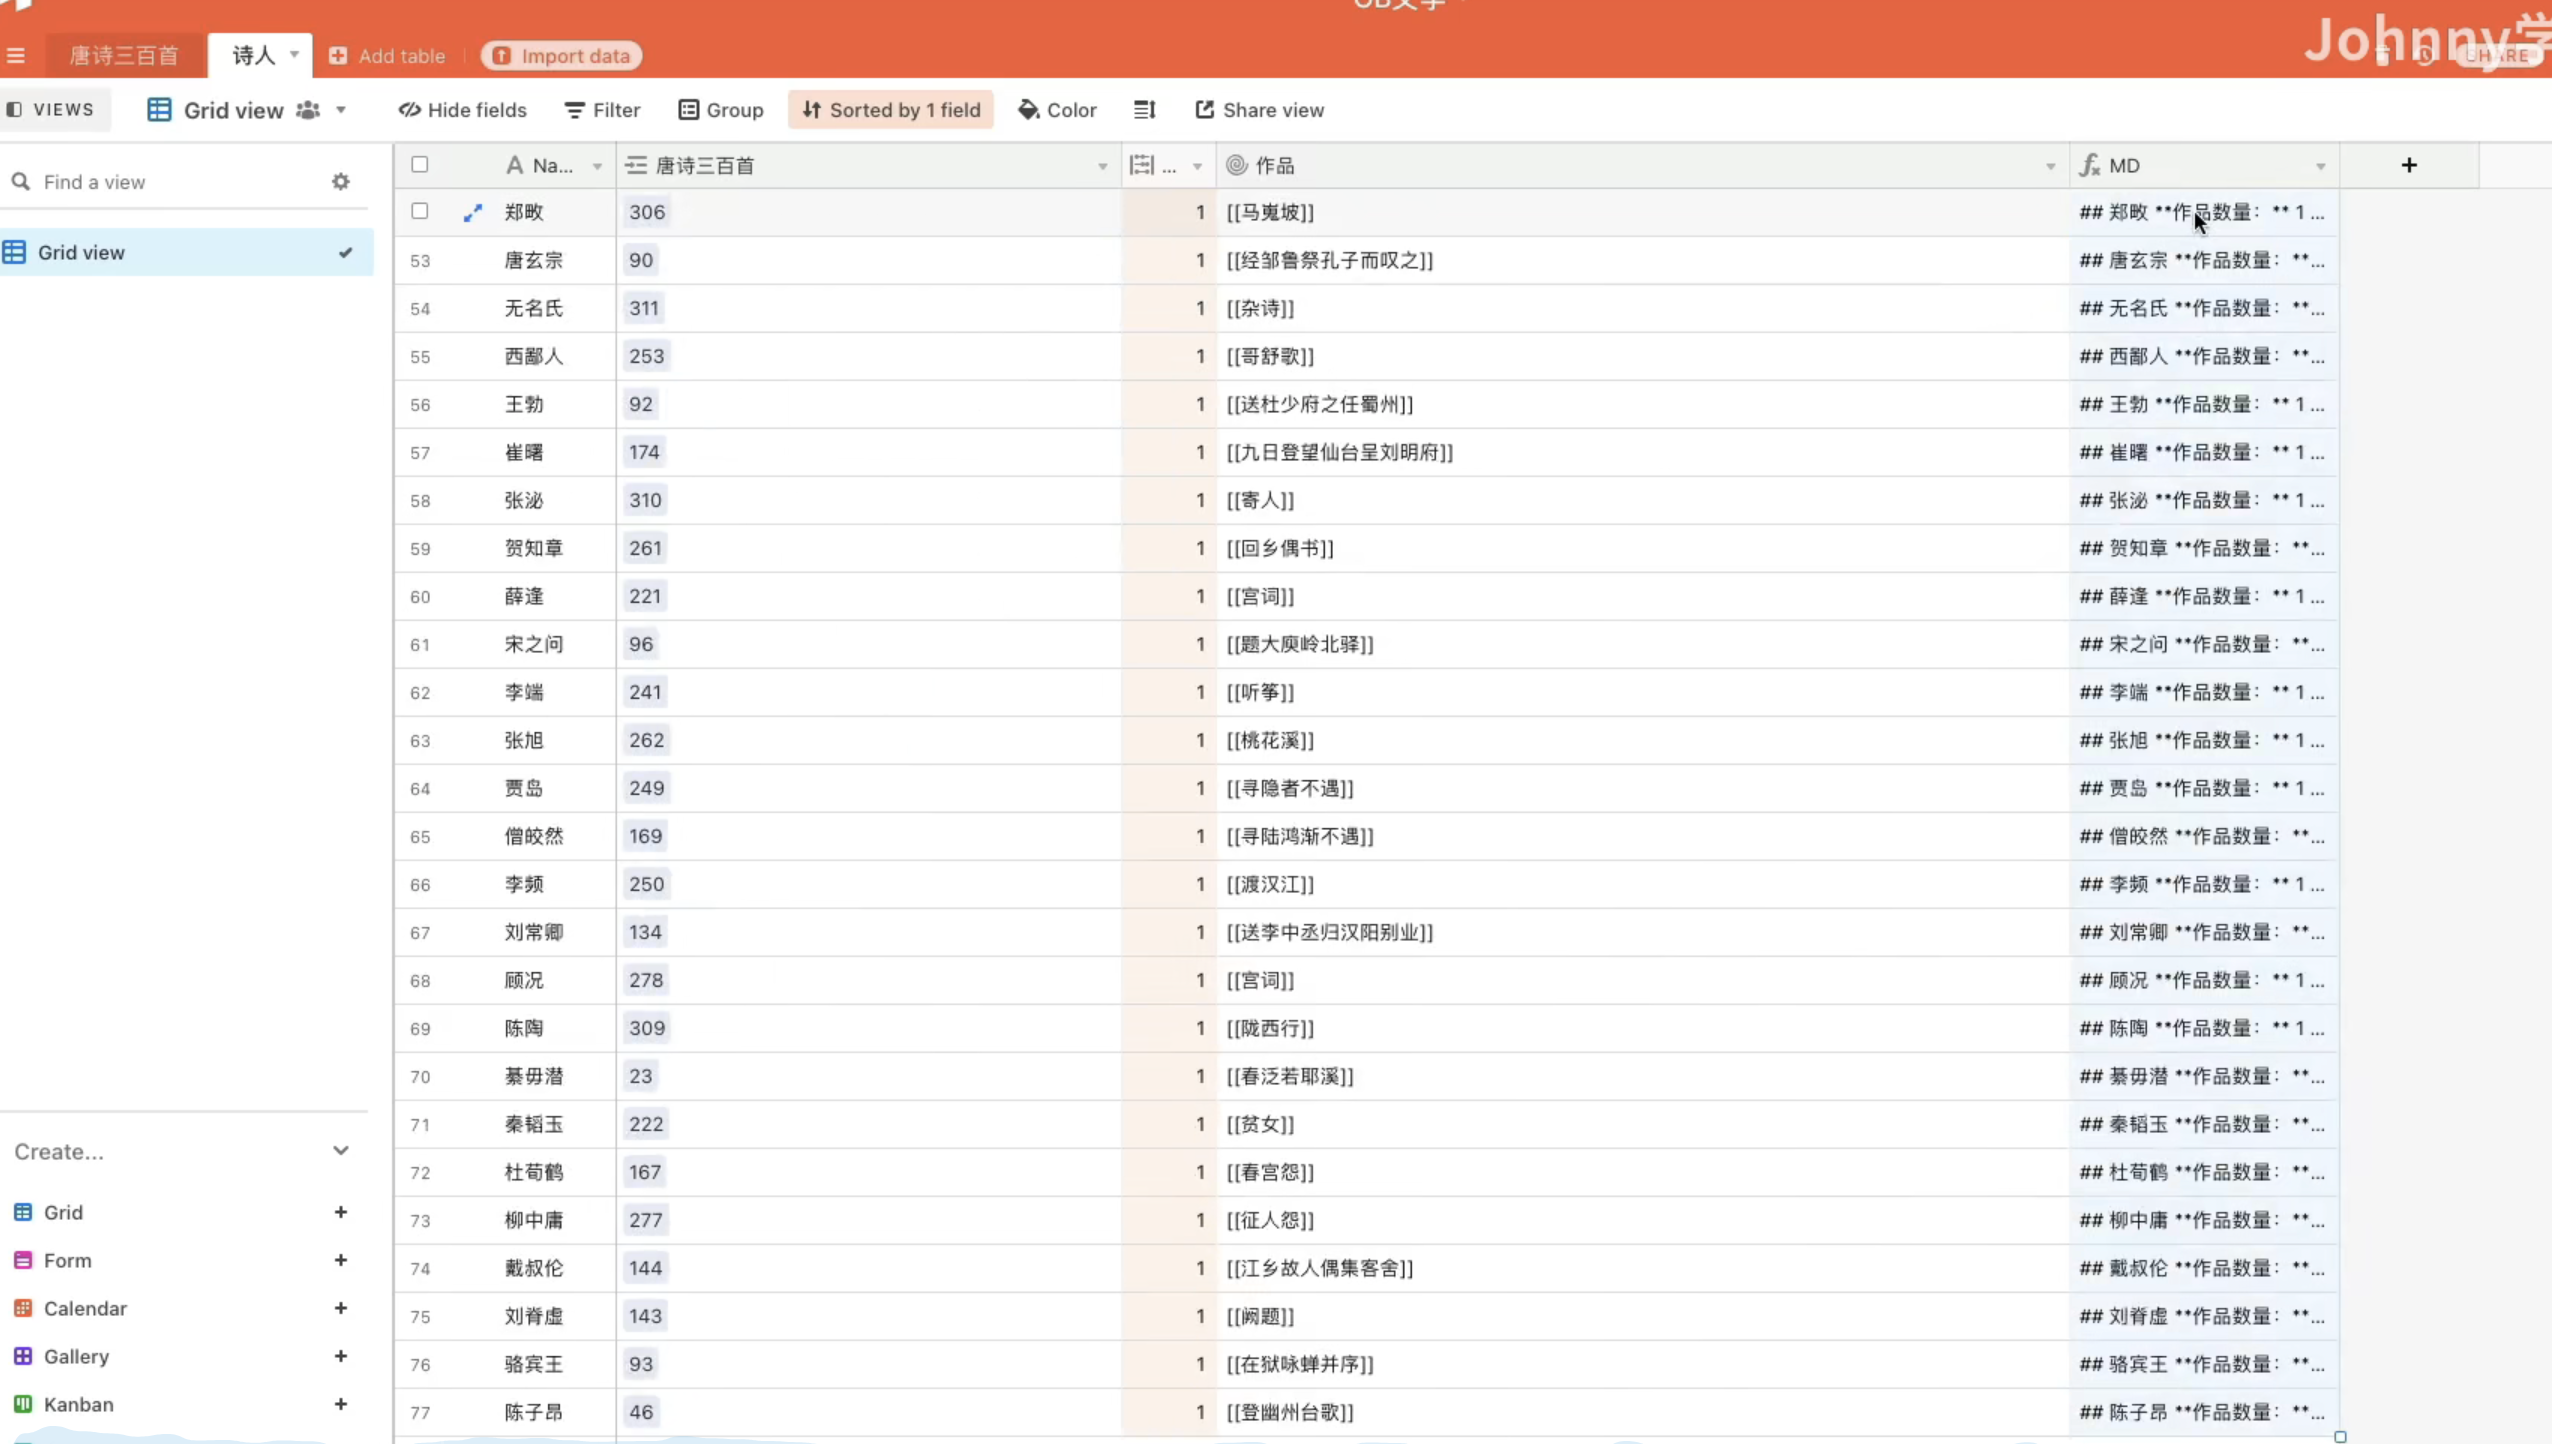 唐诗三百首 诗人 Add table Import data
Johnny学
SHARE
VIEWS Grid view Hide fields Filter Group Sorted by 1 field Color Share view
Find a view
Grid view
Na... 唐诗三百首 ... 作品 MD
郑畋 306 1 [[马嵬坡]] ## 郑畋 **作品数量：** 1 ...
53 唐玄宗 90 1 [[经邹鲁祭孔子而叹之]] ## 唐玄宗 **作品数量：**...
54 无名氏 311 1 [[杂诗]] ## 无名氏 **作品数量：**...
55 西鄙人 253 1 [[哥舒歌]] ## 西鄙人 **作品数量：**...
56 王勃 92 1 [[送杜少府之任蜀州]] ## 王勃 **作品数量：** 1 ...
57 崔曙 174 1 [[九日登望仙台呈刘明府]] ## 崔曙 **作品数量：** 1 ...
58 张泌 310 1 [[寄人]] ## 张泌 **作品数量：** 1 ...
59 贺知章 261 1 [[回乡偶书]] ## 贺知章 **作品数量：**...
60 薛逢 221 1 [[宫词]] ## 薛逢 **作品数量：** 1 ...
61 宋之问 96 1 [[题大庾岭北驿]] ## 宋之问 **作品数量：**...
62 李端 241 1 [[听筝]] ## 李端 **作品数量：** 1 ...
63 张旭 262 1 [[桃花溪]] ## 张旭 **作品数量：** 1 ...
64 贾岛 249 1 [[寻隐者不遇]] ## 贾岛 **作品数量：** 1 ...
65 僧皎然 169 1 [[寻陆鸿渐不遇]] ## 僧皎然 **作品数量：**...
66 李频 250 1 [[渡汉江]] ## 李频 **作品数量：** 1 ...
67 刘常卿 134 1 [[送李中丞归汉阳别业]] ## 刘常卿 **作品数量：**...
68 顾况 278 1 [[宫词]] ## 顾况 **作品数量：** 1 ...
69 陈陶 309 1 [[陇西行]] ## 陈陶 **作品数量：** 1 ...
70 綦毋潜 23 1 [[春泛若耶溪]] ## 綦毋潜 **作品数量：**...
71 秦韬玉 222 1 [[贫女]] ## 秦韬玉 **作品数量：**...
72 杜荀鹤 167 1 [[春宫怨]] ## 杜荀鹤 **作品数量：**...
73 柳中庸 277 1 [[征人怨]] ## 柳中庸 **作品数量：**...
74 戴叔伦 144 1 [[江乡故人偶集客舍]] ## 戴叔伦 **作品数量：**...
75 刘脊虚 143 1 [[阙题]] ## 刘脊虚 **作品数量：**...
76 骆宾王 93 1 [[在狱咏蝉并序]] ## 骆宾王 **作品数量：**...
77 陈子昂 46 1 [[登幽州台歌]] ## 陈子昂 **作品数量：**...
Create...
Grid
Form
Calendar
Gallery
Kanban